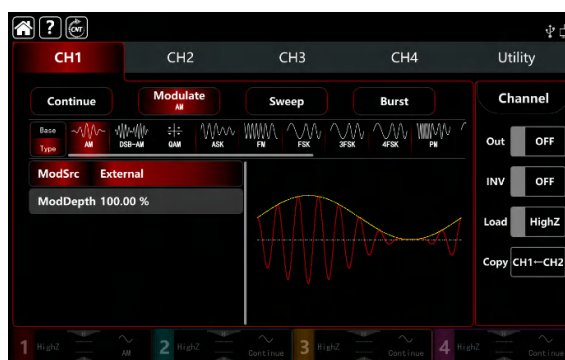 ? CNT
CH1 CH2 CH3 CH4 Utility
Continue Modulate AM Sweep Burst Channel
Base Type AM DSB-AM QAM ASK FM FSK 3FSK 4FSK PM
Out OFF
ModSrc External
INV OFF
ModDepth 100.00 %
Load HighZ
Copy CH1←CH2
1 HighZ AM 2 HighZ Continue 3 HighZ Continue 4 HighZ Continue